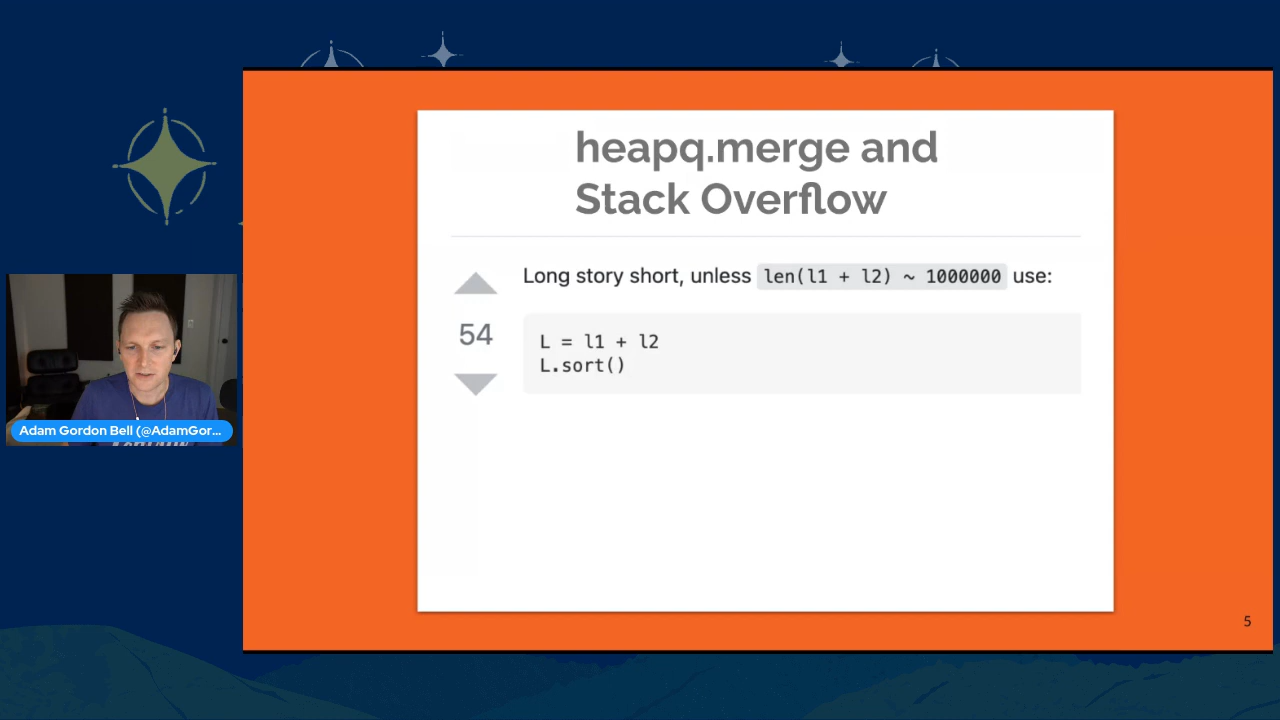 heapq.merge and
Stack Overflow
Long story short, unless len(l1 + l2) ~ 1000000 use:
54
L = l1 + l2
L.sort()
Adam Gordon Bell (@AdamGor...
5